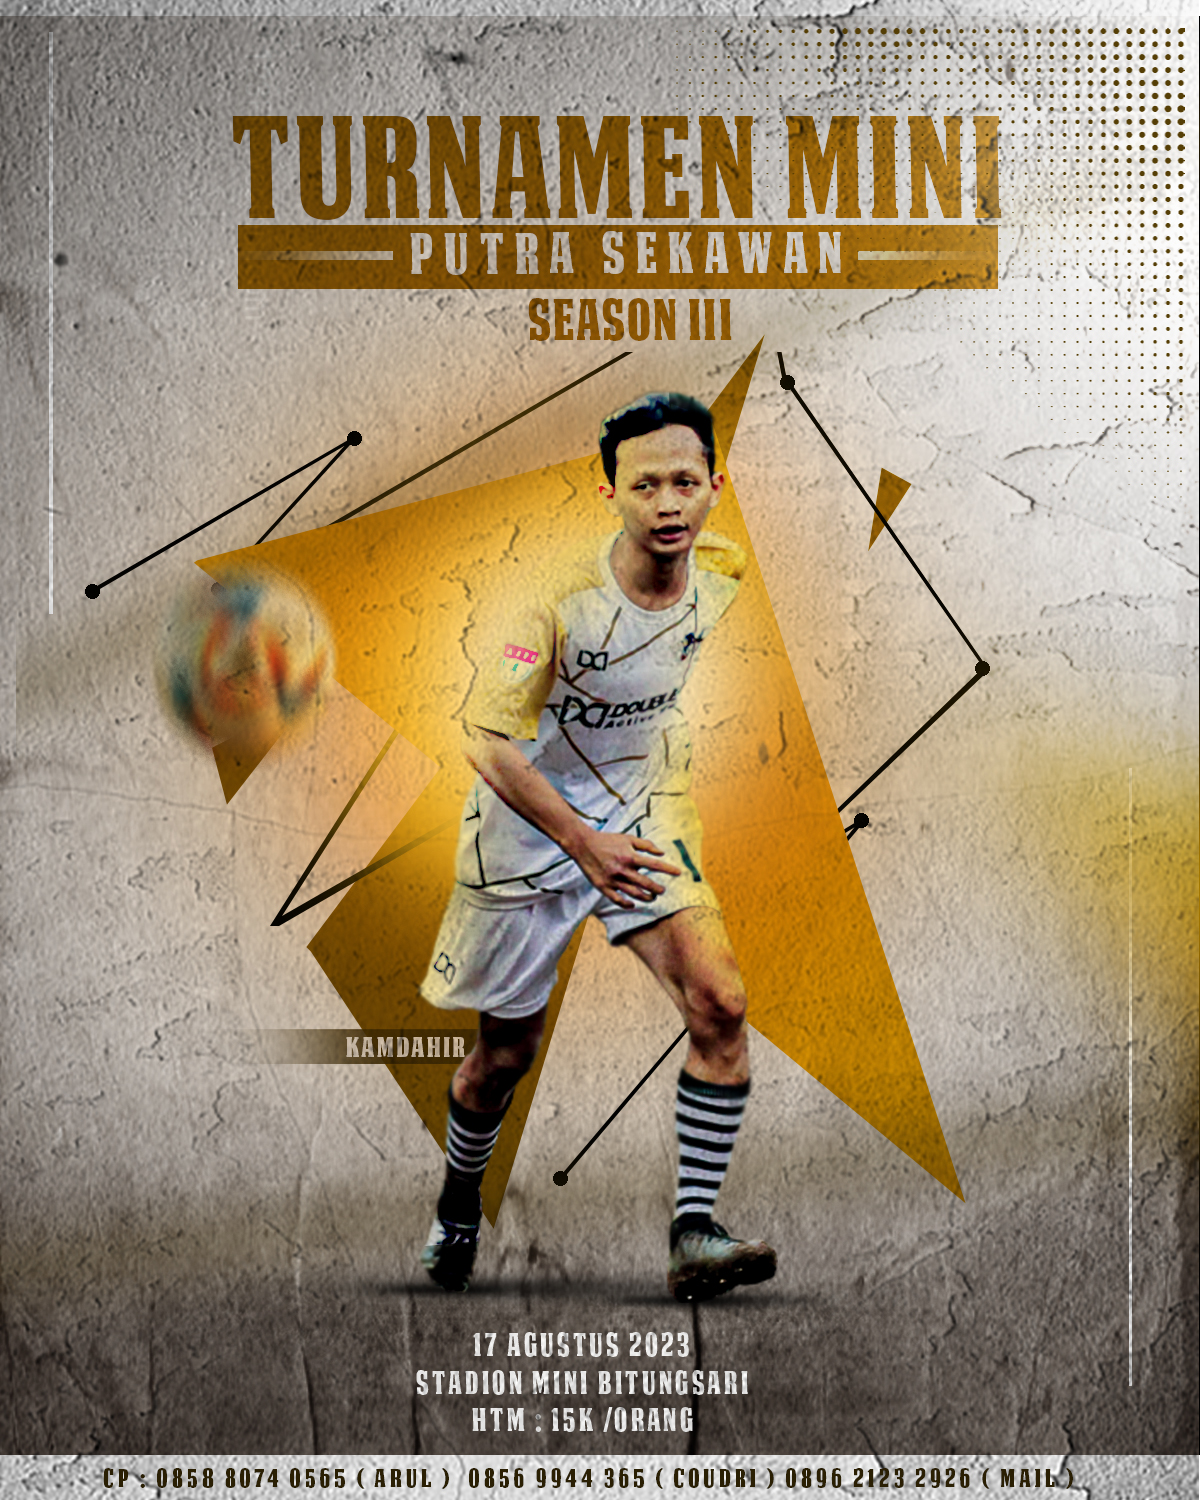 TURNAMEN MINI
PUTRA SEKAWAN
SEASON III
DOUBLE
KAMDAHIR
17 AGUSTUS 2023
STADION MINI BITUNGSARI
HTM : 15K /ORANG
CP : 0858 8074 0565 ( ARUL ) 0856 9944 365 ( COUDRI ) 0896 2123 2926 ( MAIL )